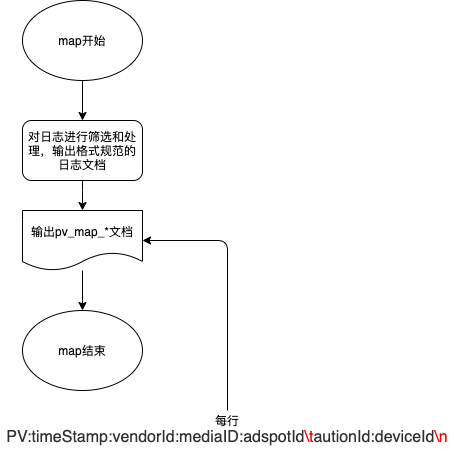 map开始
对日志进行筛选和处
理，输出格式规范的
日志文档
输出pv_map_*文档
map结束
每行
PV:timeStamp:vendorId:mediaID:adspotId\tautionId:deviceId\n